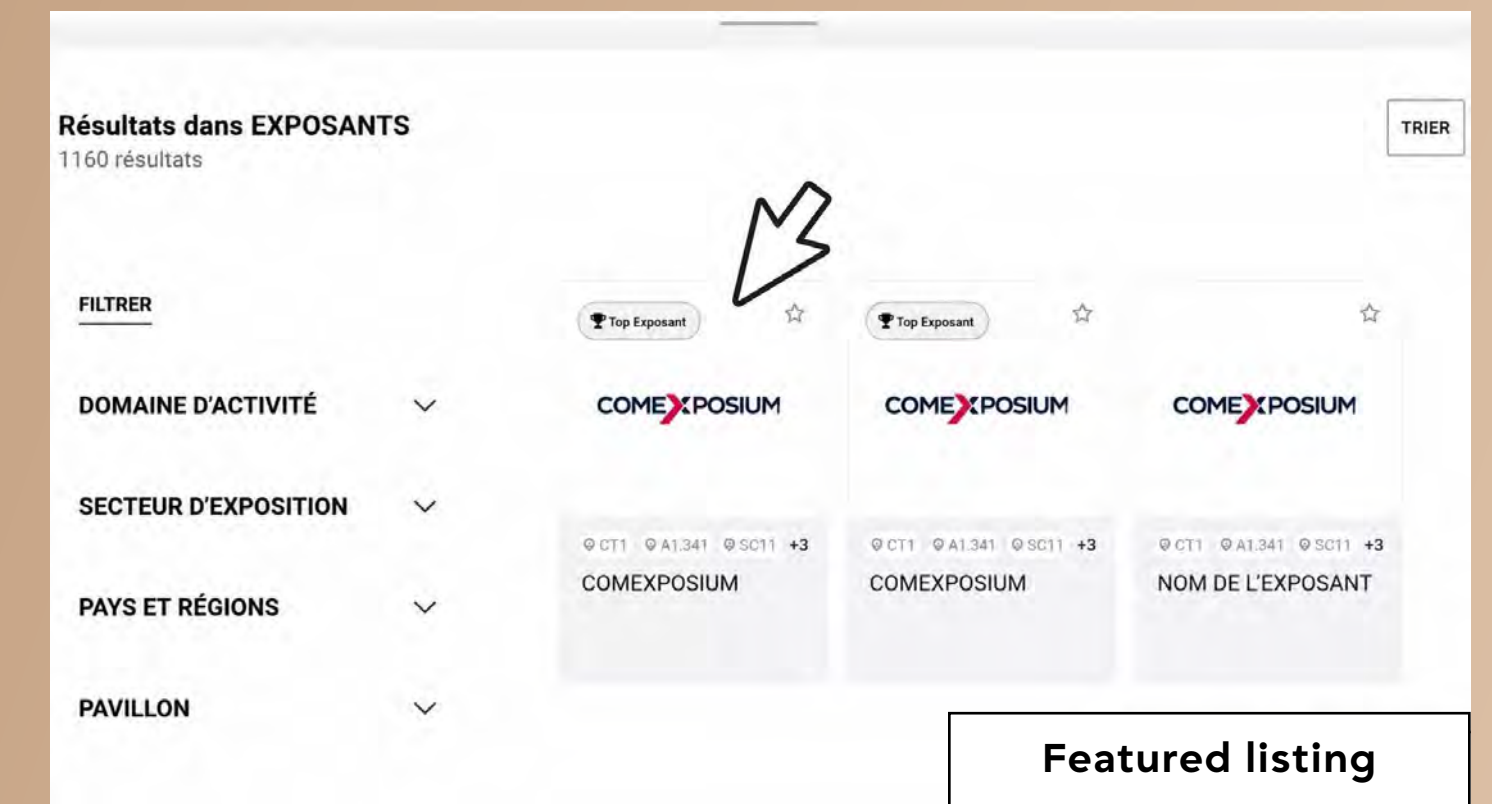 Résultats dans EXPOSANTS
1160 résultats
TRIER
FILTRER
DOMAINE D'ACTIVITÉ
SECTEUR D'EXPOSITION
PAYS ET RÉGIONS
PAVILLON
Top Exposant
COMEXPOSIUM
CT1 A1.341 SC11 +3
COMEXPOSIUM
Top Exposant
COMEXPOSIUM
CT1 A1.341 SC11 +3
COMEXPOSIUM
COMEXPOSIUM
CT1 A1.341 SC11 +3
NOM DE L'EXPOSANT
Featured listing